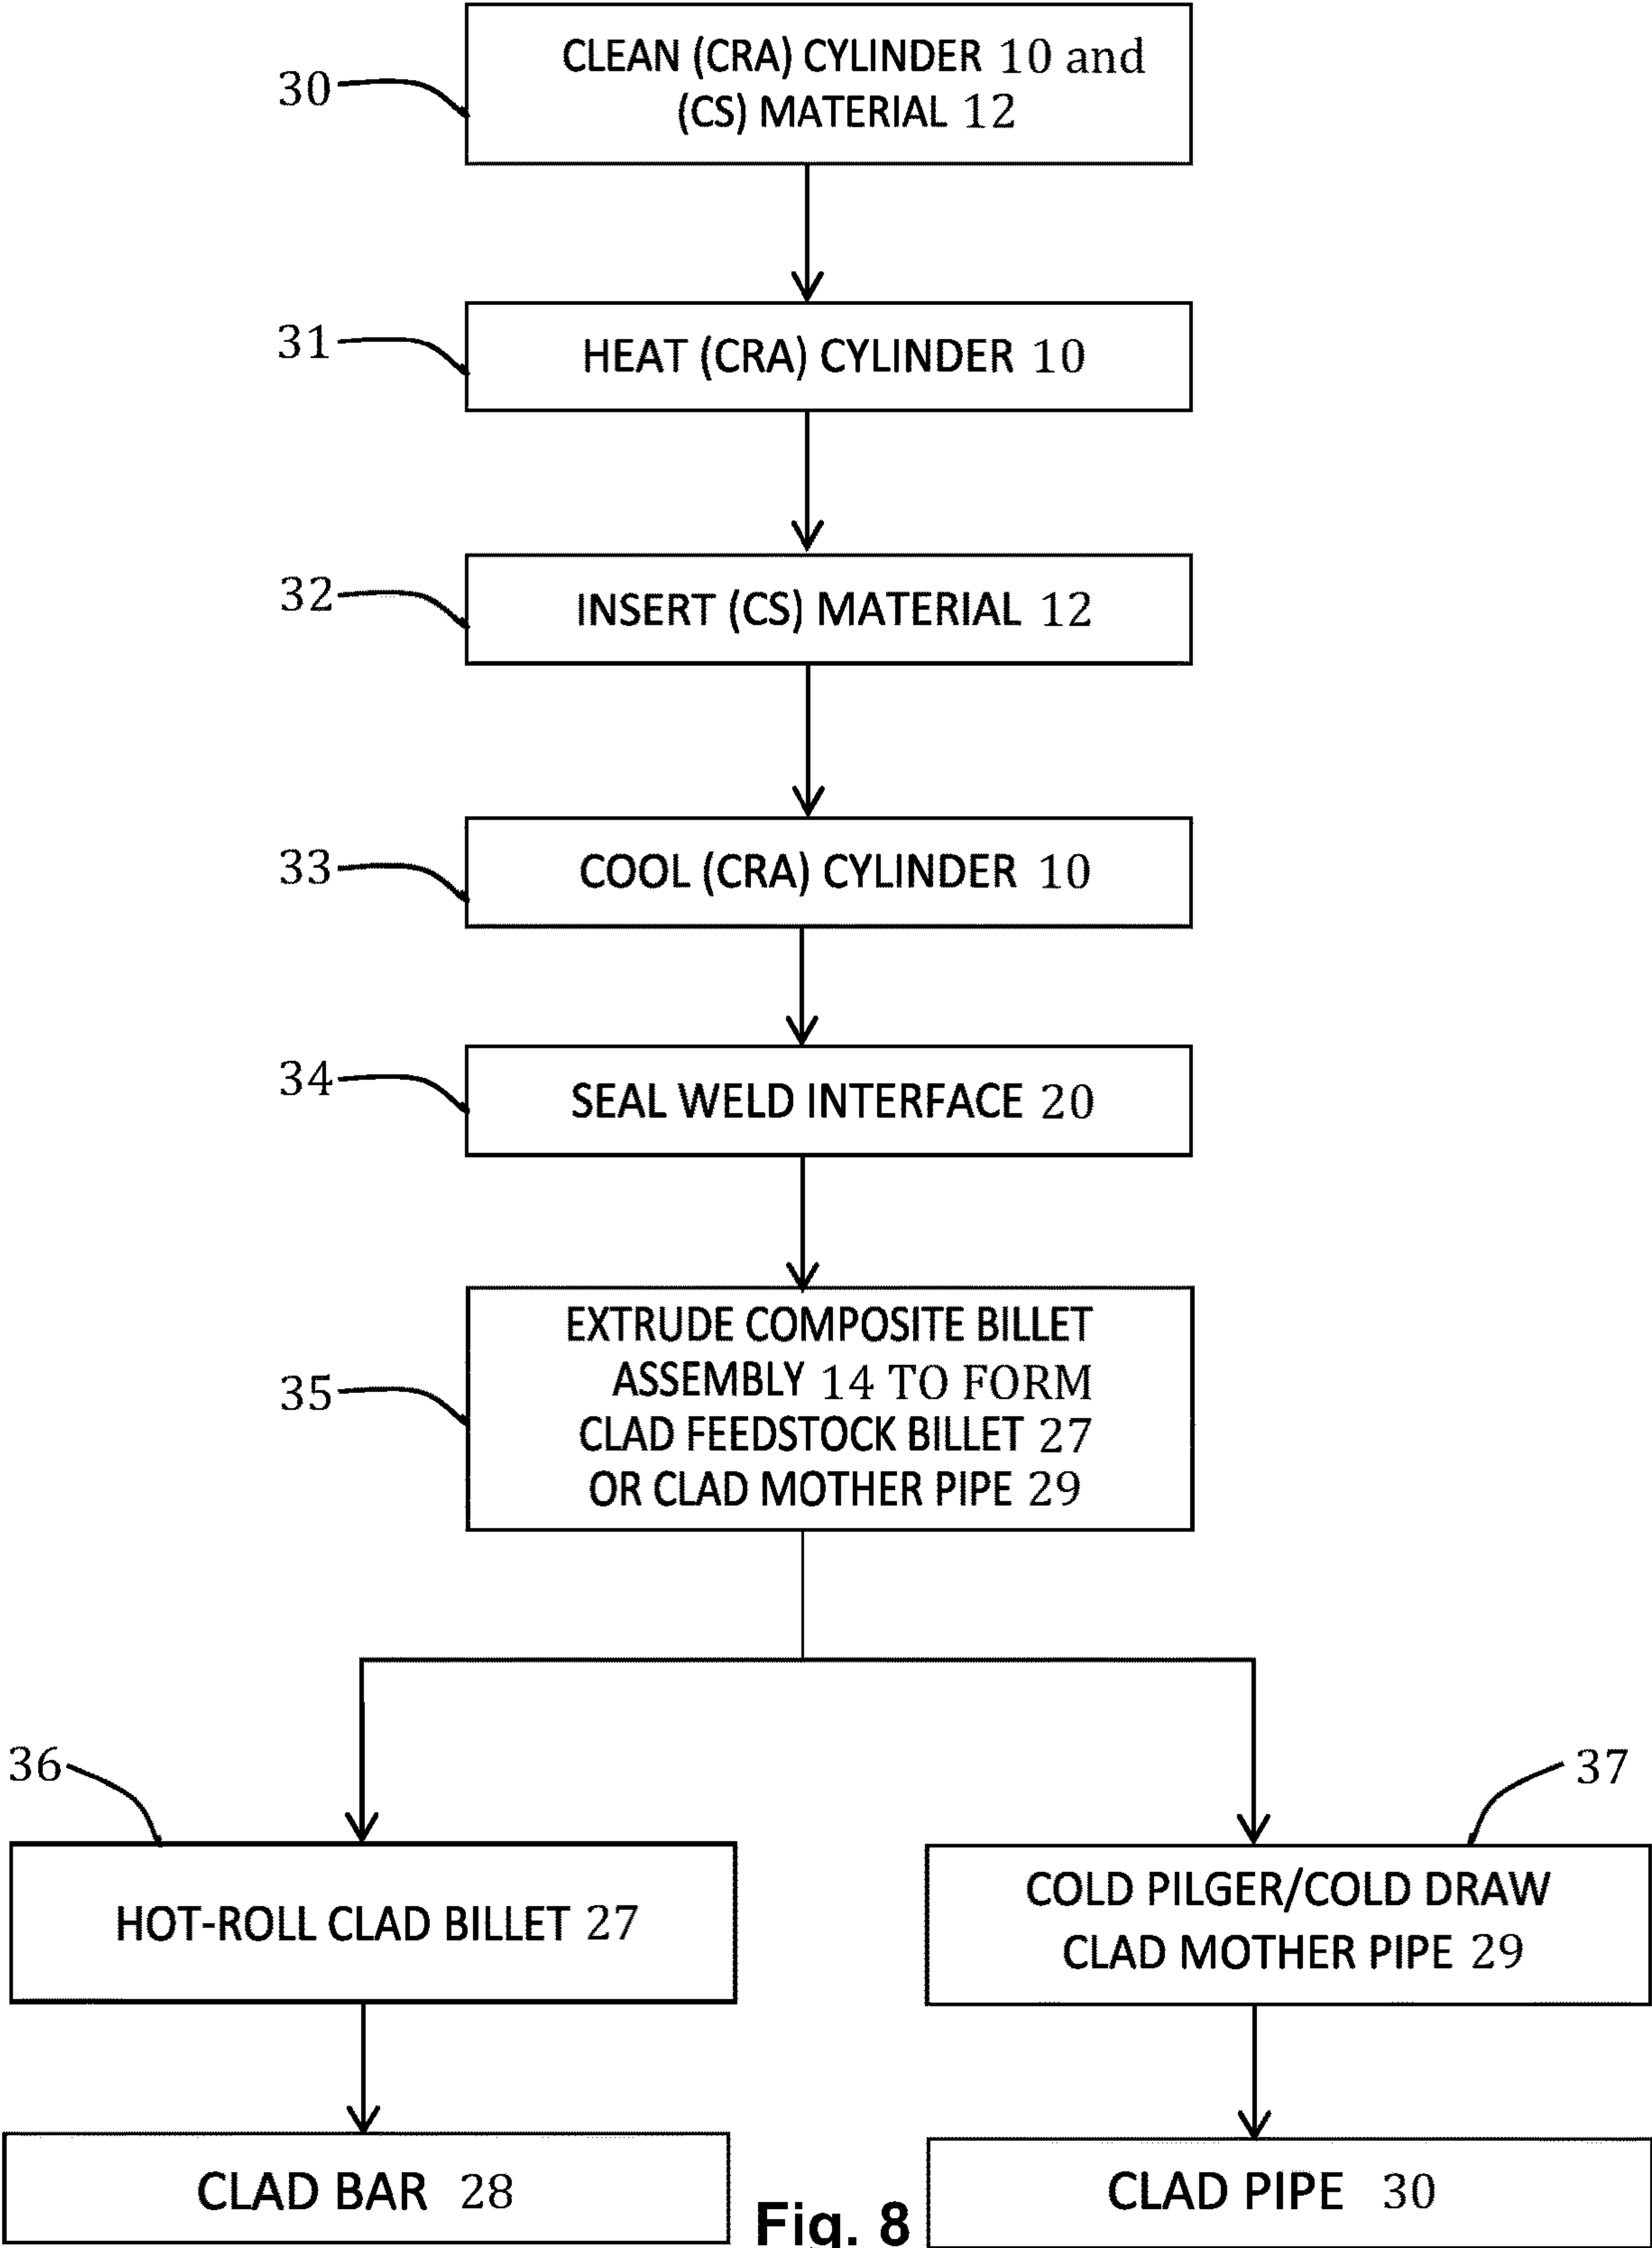 CLEAN (CRA) CYLINDER 10 and
(CS) MATERIAL 12
30
31
HEAT (CRA) CYLINDER 10
32
INSERT (CS) MATERIAL 12
33
COOL (CRA) CYLINDER 10
34
SEAL WELD INTERFACE 20
EXTRUDE COMPOSITE BILLET
ASSEMBLY 14 TO FORM
35
CLAD FEEDSTOCK BILLET 27
OR CLAD MOTHER PIPE 29
36
37
HOT-ROLL CLAD BILLET 27
COLD PILGER/COLD DRAW
CLAD MOTHER PIPE 29
CLAD BAR 28
CLAD PIPE 30
Fig. 8